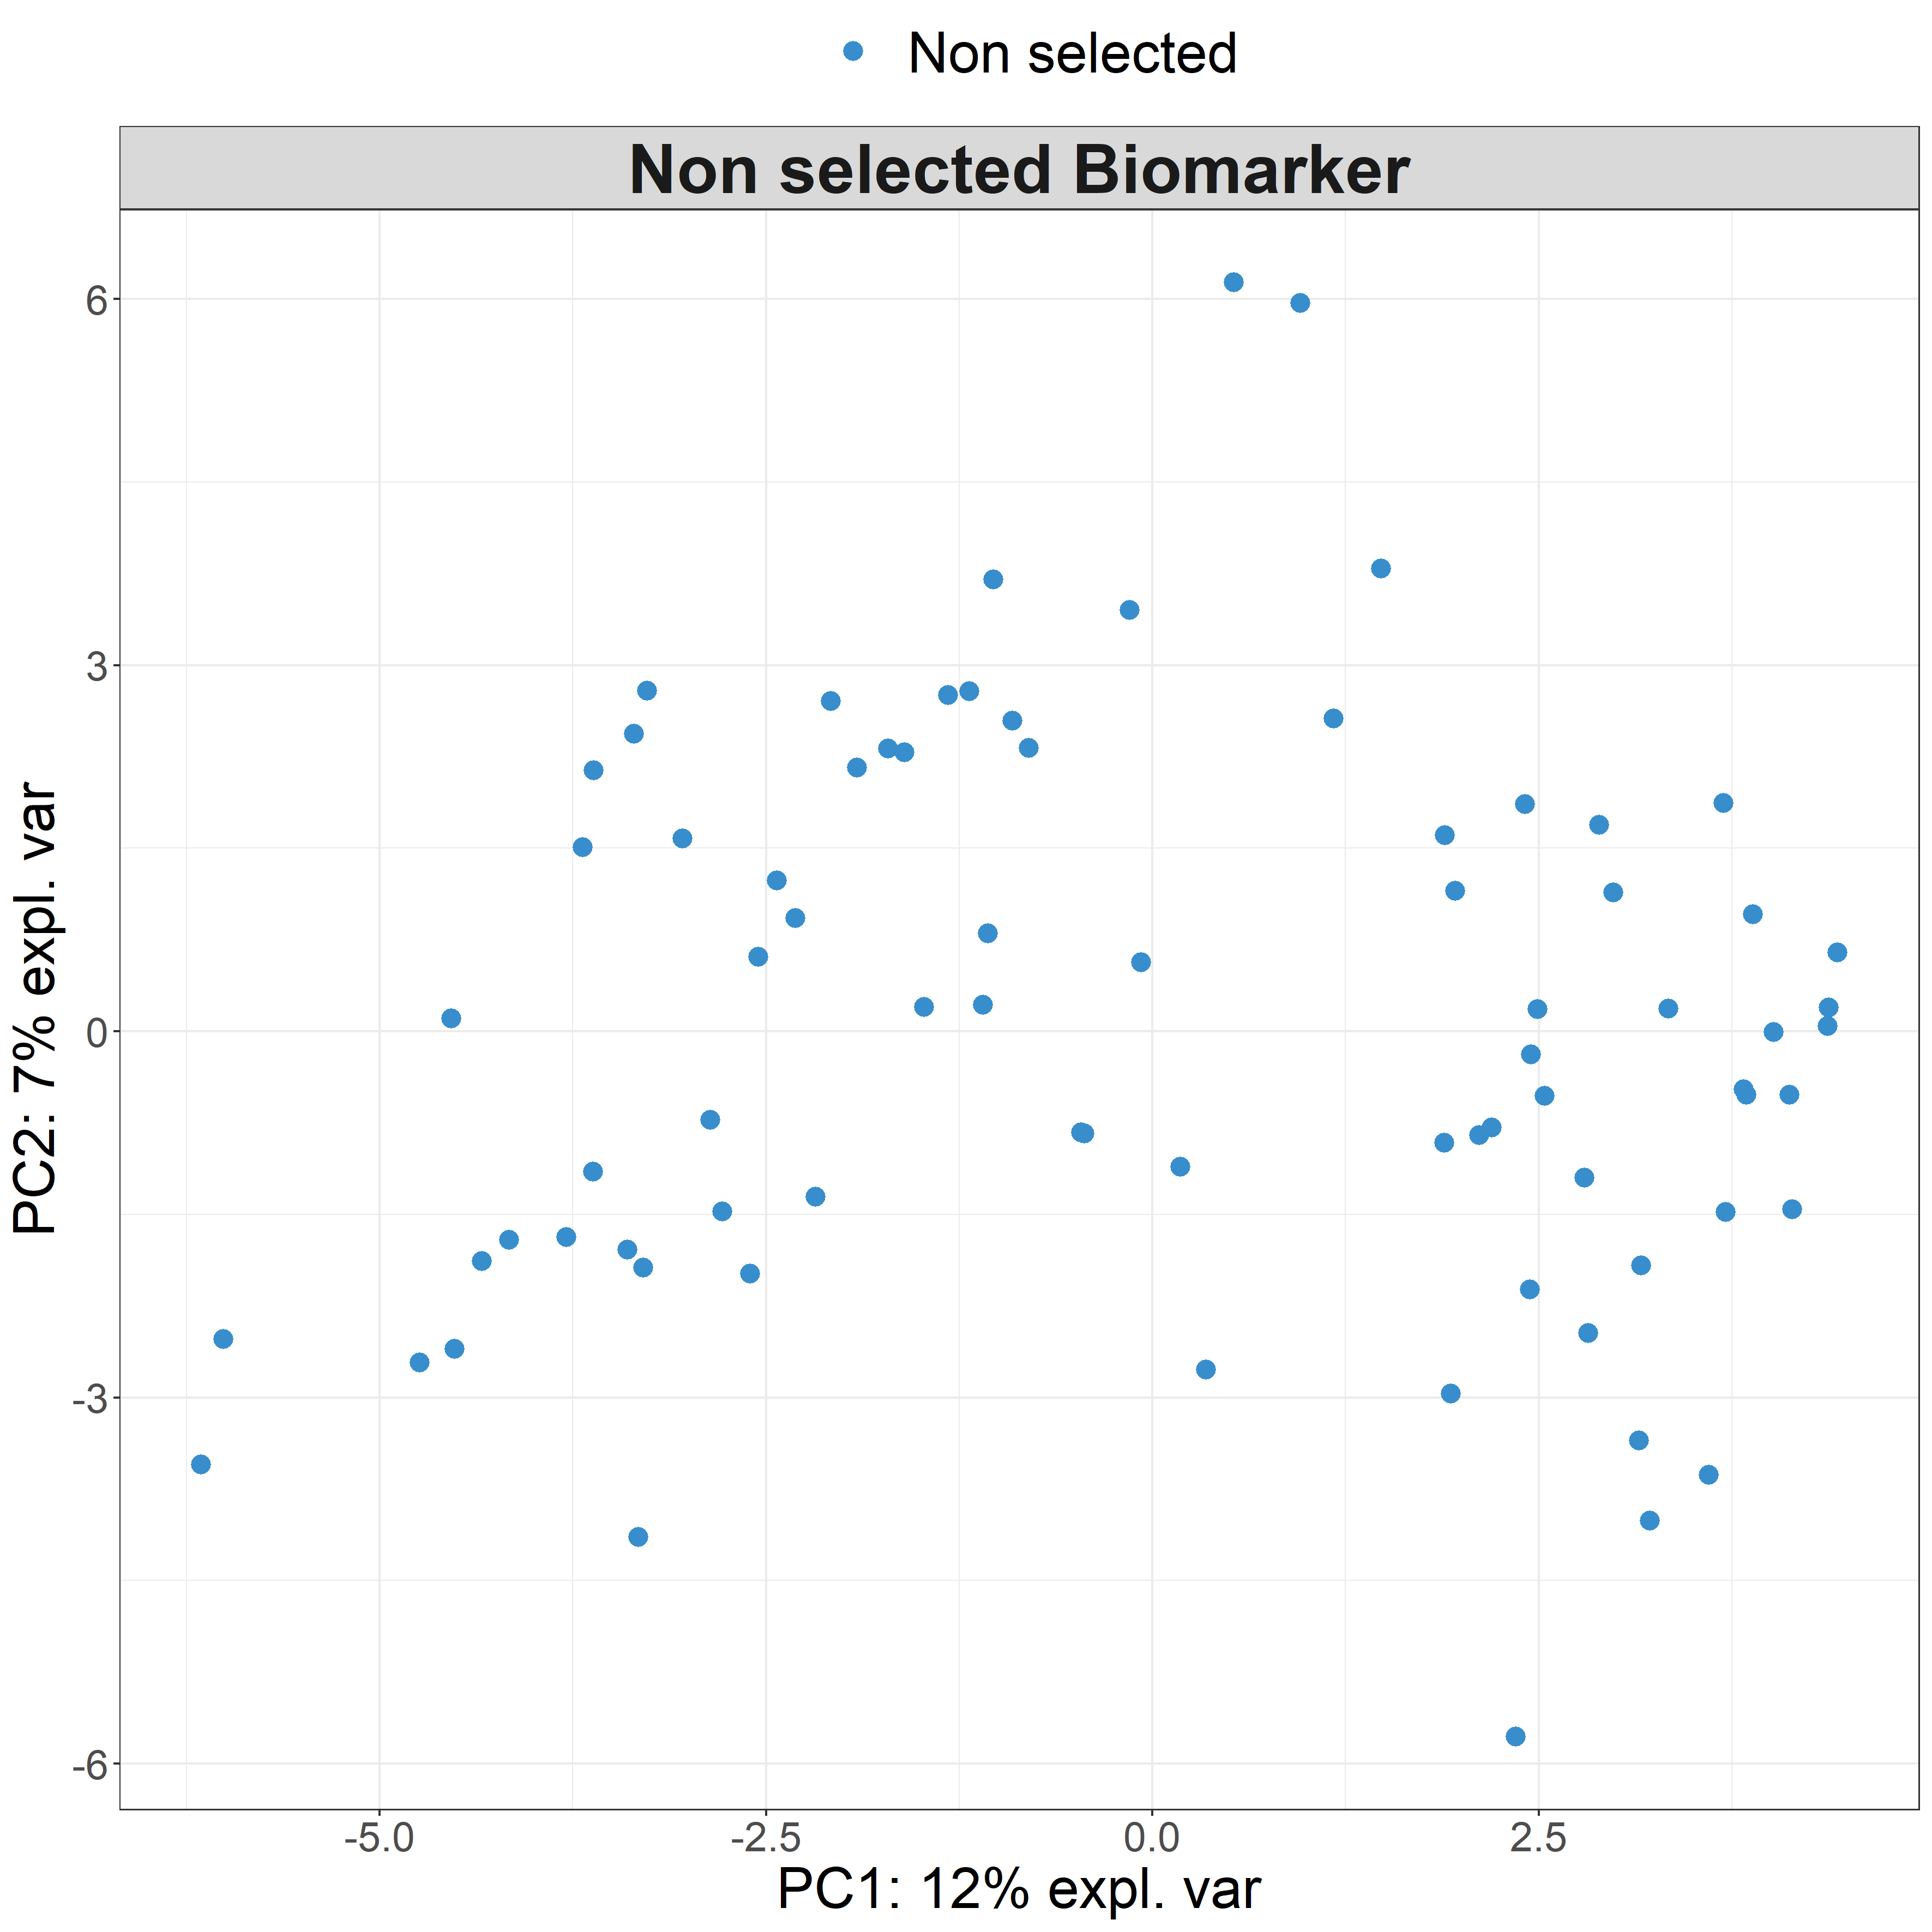 Non selected
Non selected Biomarker
6
3
0
-3
-6
PC2: 7% expl. var
-5.0
-2.5
0.0
2.5
PC1: 12% expl. var